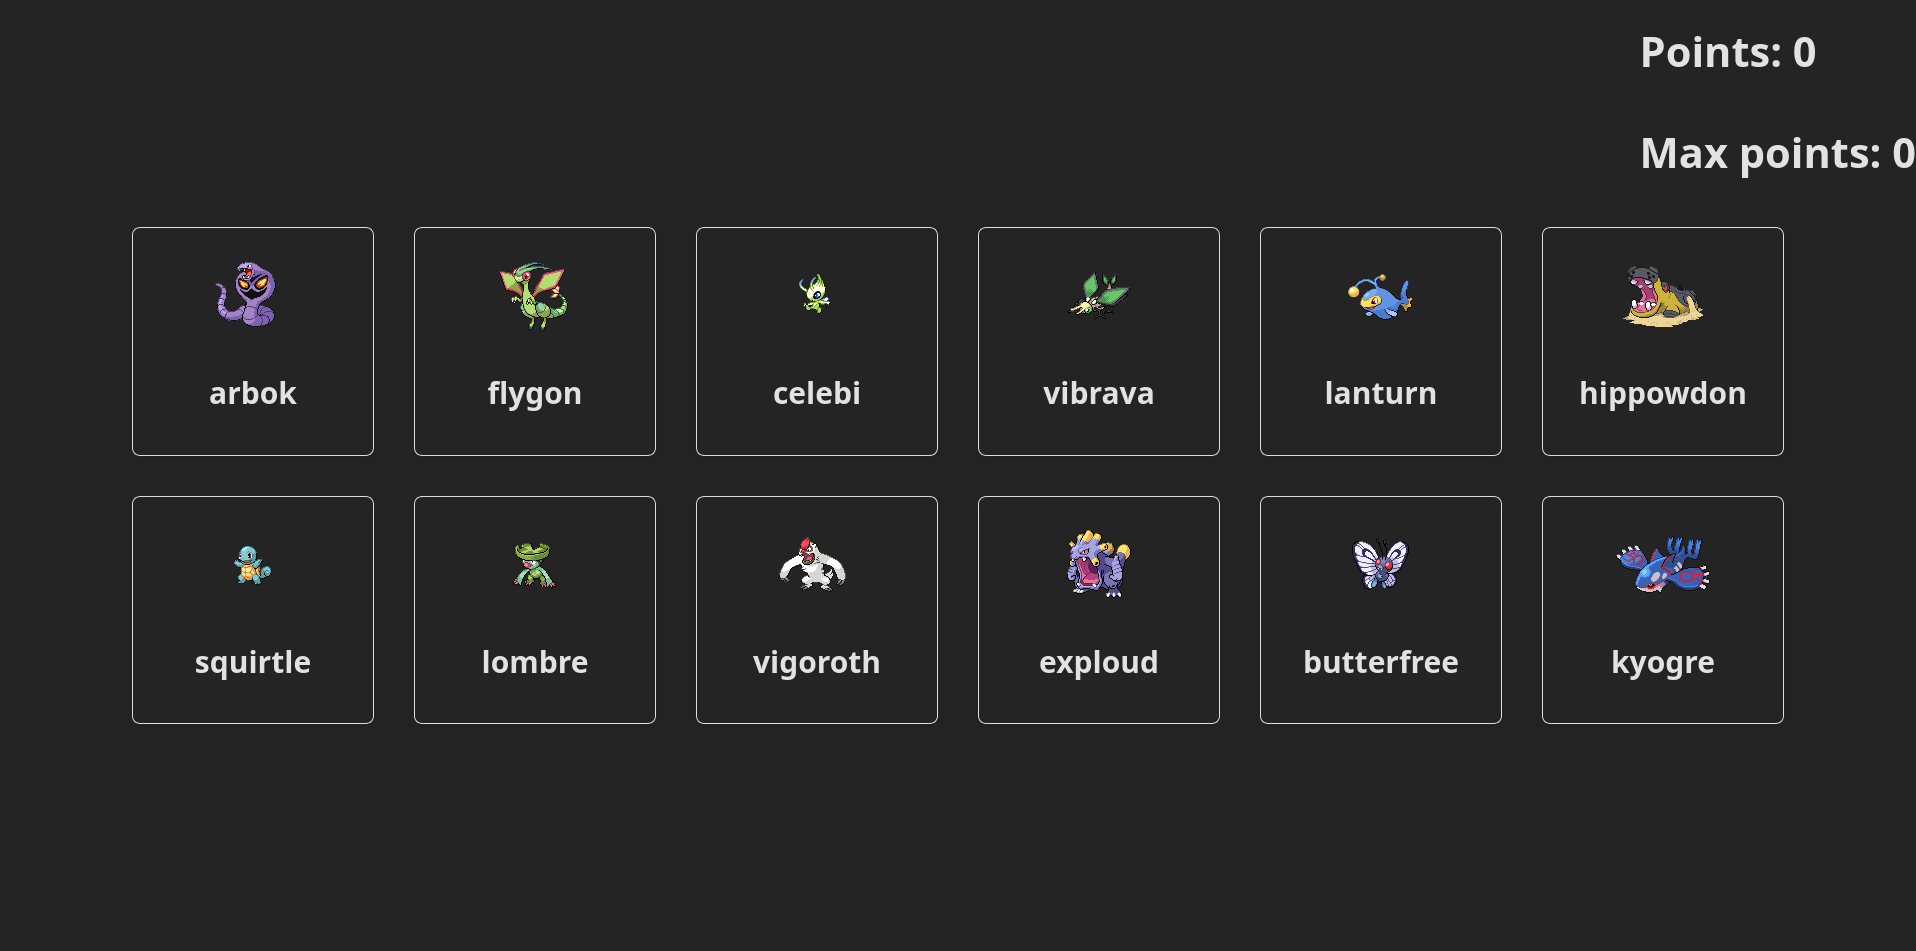 Points: 0
Max points: 0
arbok
flygon
celebi
vibrava
lanturn
hippowdon
squirtle
lombre
vigoroth
exploud
butterfree
kyogre